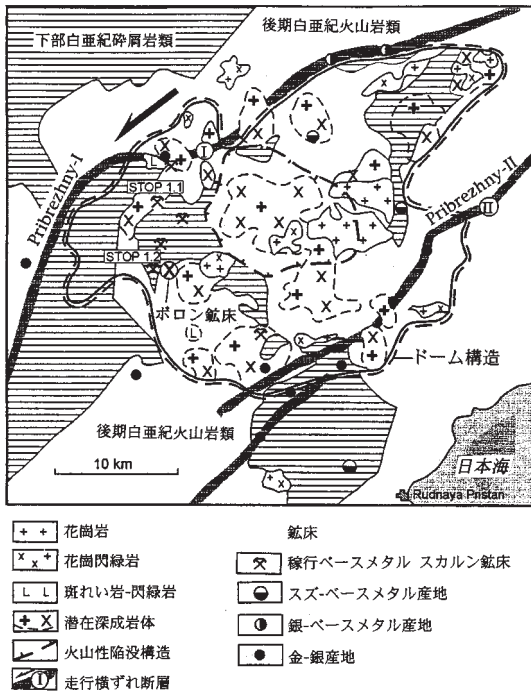 下部白亜紀砕屑岩類
後期白亜紀火山岩類
Pribrezhny-I
I
L
STOP 1.1
Pribrezhny-II
II
STOP 1.2
ボロン鉱床
L
ドーム構造
後期白亜紀火山岩類
10 km
日本海
Rudnaya Pristan
花崗岩
花崗閃緑岩
L L 斑れい岩-閃緑岩
潜在深成岩体
火山性陥没構造
I 走行横ずれ断層
鉱床
稼行ベースメタル スカルン鉱床
スズ-ベースメタル産地
銀-ベースメタル産地
金-銀産地